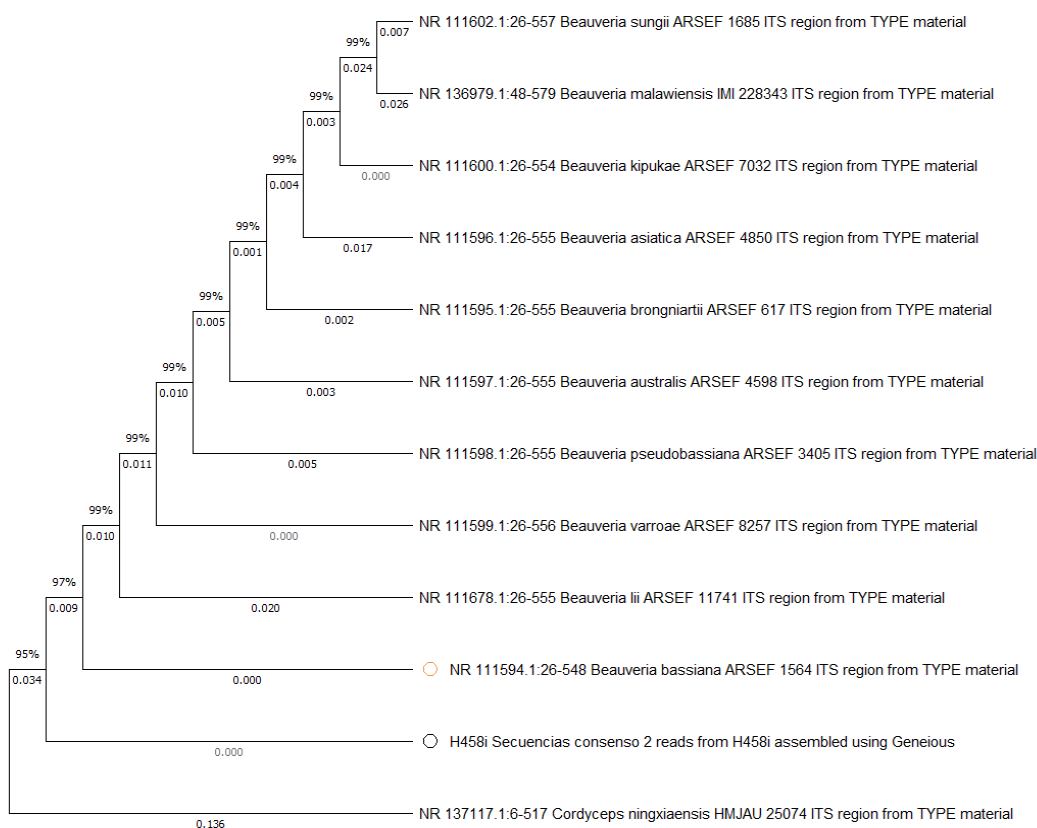 NR 111602.1:26-557 Beauveria sungii ARSEF 1685 ITS region from TYPE material
0.007
99%
0.024
NR 136979.1:48-579 Beauveria malawiensis IMI 228343 ITS region from TYPE material
0.026
99%
0.003
NR 111600.1:26-554 Beauveria kipukae ARSEF 7032 ITS region from TYPE material
0.000
99%
0.004
NR 111596.1:26-555 Beauveria asiatica ARSEF 4850 ITS region from TYPE material
0.017
99%
0.001
NR 111595.1:26-555 Beauveria brongniartii ARSEF 617 ITS region from TYPE material
0.002
99%
0.005
NR 111597.1:26-555 Beauveria australis ARSEF 4598 ITS region from TYPE material
0.003
99%
0.010
NR 111598.1:26-555 Beauveria pseudobassiana ARSEF 3405 ITS region from TYPE material
0.005
99%
0.011
NR 111599.1:26-556 Beauveria varroae ARSEF 8257 ITS region from TYPE material
0.000
99%
0.010
NR 111678.1:26-555 Beauveria lii ARSEF 11741 ITS region from TYPE material
0.020
97%
0.009
NR 111594.1:26-548 Beauveria bassiana ARSEF 1564 ITS region from TYPE material
0.000
95%
0.034
H458i Secuencias consenso 2 reads from H458i assembled using Geneious
0.000
NR 137117.1:6-517 Cordyceps ningxiaensis HMJAU 25074 ITS region from TYPE material
0.136